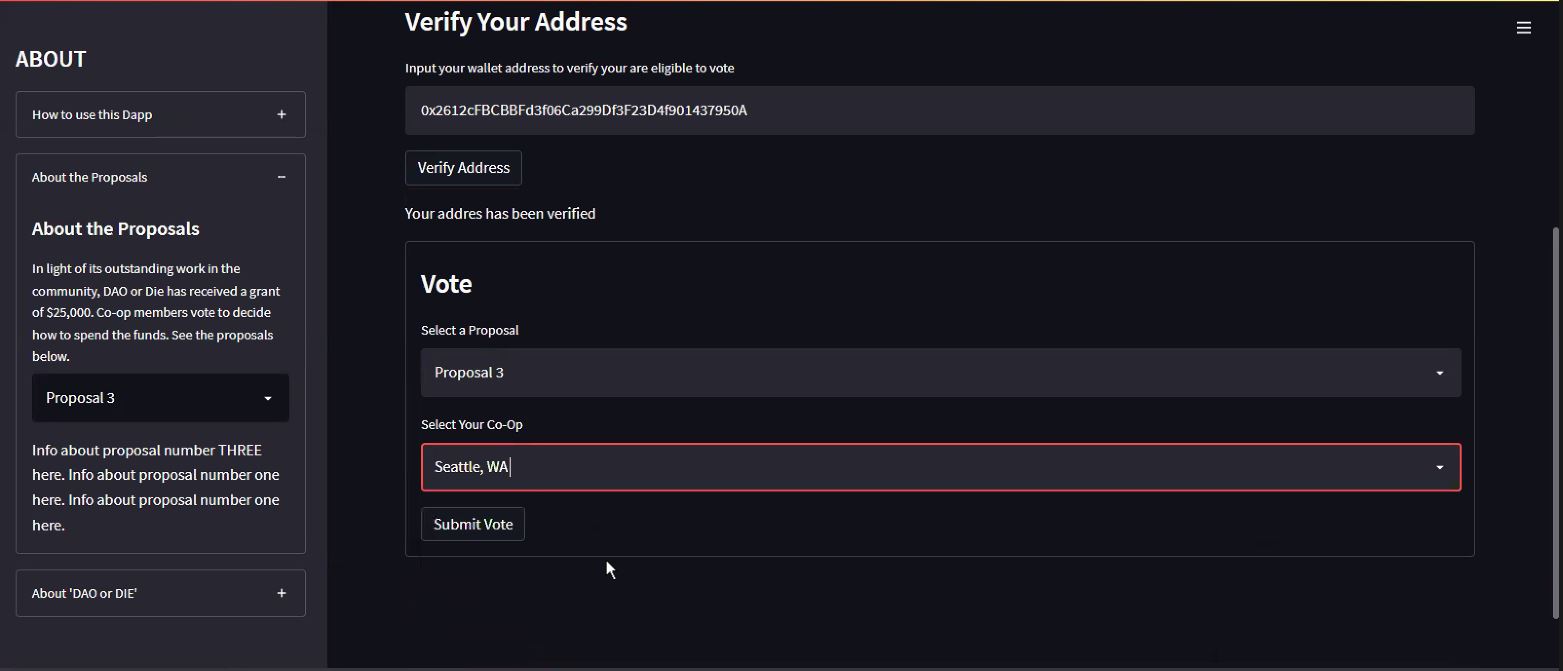 ABOUT
How to use this Dapp
About the Proposals
About the Proposals
In light of its outstanding work in the
community, DAO or Die has received a grant
of $25,000. Co-op members vote to decide
how to spend the funds. See the proposals
below.
Proposal 3
Info about proposal number THREE
here. Info about proposal number one
here. Info about proposal number one
here.
About 'DAO or DIE'
Verify Your Address
Input your wallet address to verify your are eligible to vote
0x2612cFBCBBFd3f06Ca299Df3F23D4f901437950A
Verify Address
Your addres has been verified
Vote
Select a Proposal
Proposal 3
Select Your Co-Op
Seattle, WA
Submit Vote